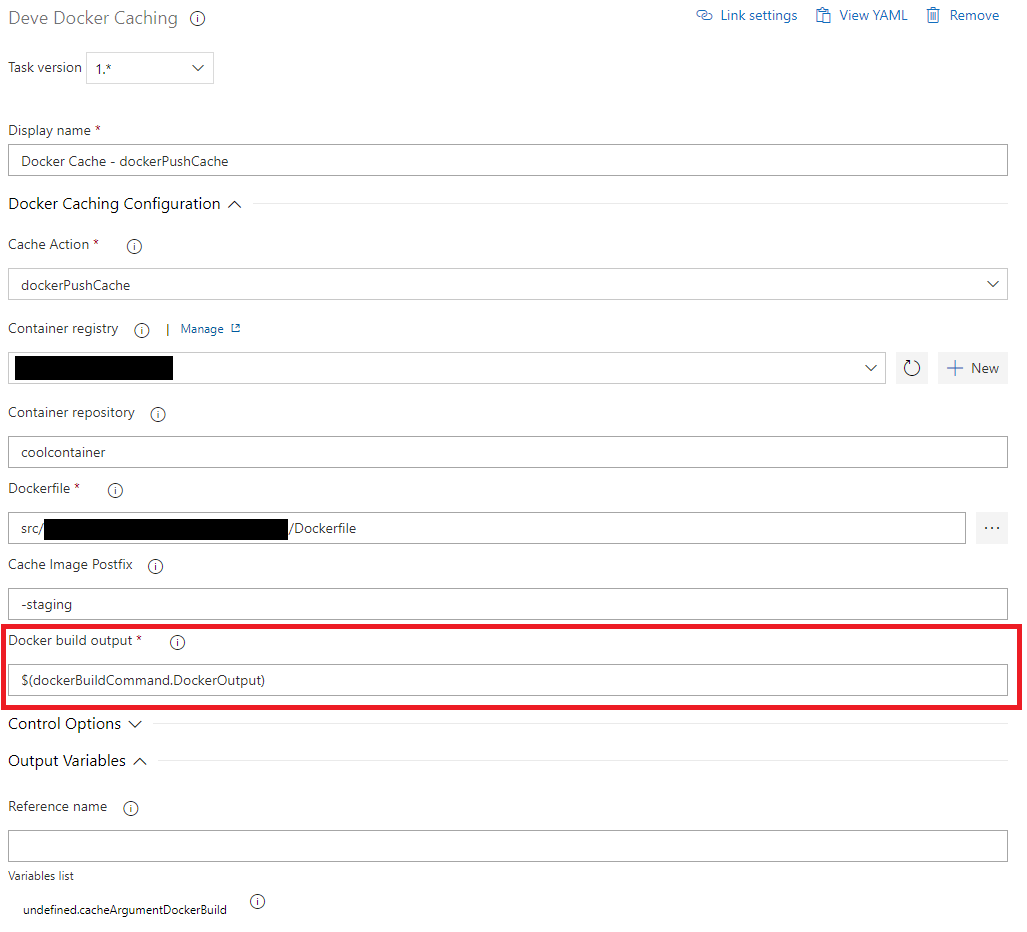 Deve Docker Caching
Link settings View YAML Remove
Task version 1.*
Display name *
Docker Cache - dockerPushCache
Docker Caching Configuration
Cache Action *
dockerPushCache
Container registry | Manage
New
Container repository
coolcontainer
Dockerfile *
src/ /Dockerfile ...
Cache Image Postfix
-staging
Docker build output *
$(dockerBuildCommand.DockerOutput)
Control Options
Output Variables
Reference name
Variables list
undefined.cacheArgumentDockerBuild